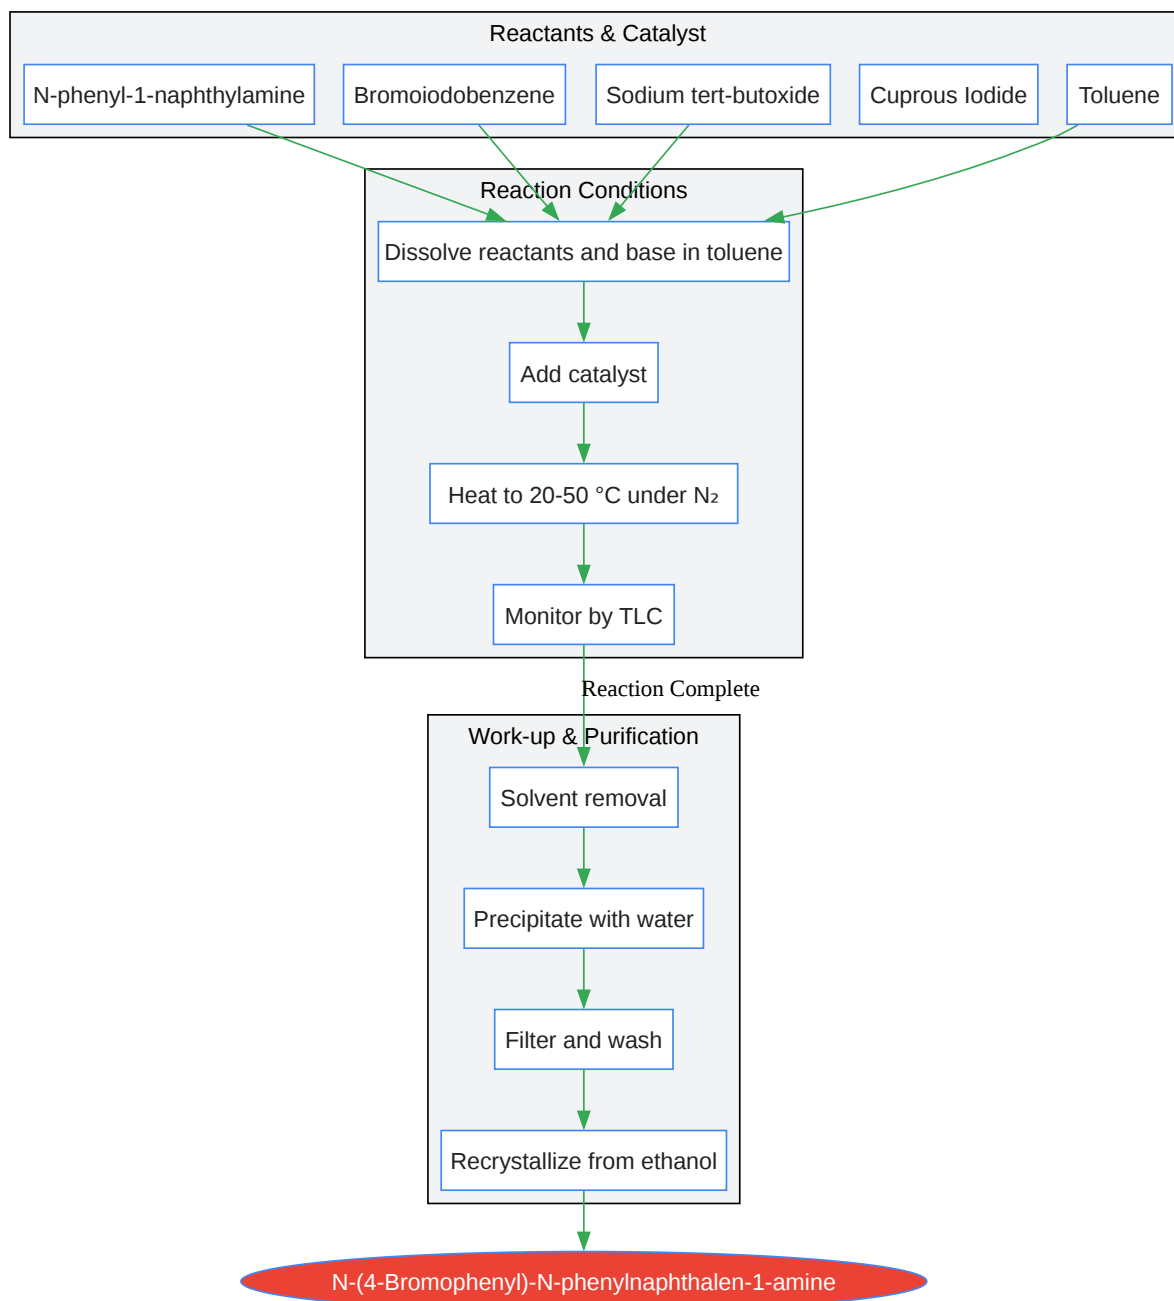 Reactants & Catalyst
N-phenyl-1-naphthylamine
Bromoiodobenzene
Sodium tert-butoxide
Cuprous Iodide
Toluene
Reaction Conditions
Dissolve reactants and base in toluene
Add catalyst
Heat to 20-50 °C under N₂
Monitor by TLC
Reaction Complete
Work-up & Purification
Solvent removal
Precipitate with water
Filter and wash
Recrystallize from ethanol
N-(4-Bromophenyl)-N-phenylnaphthalen-1-amine